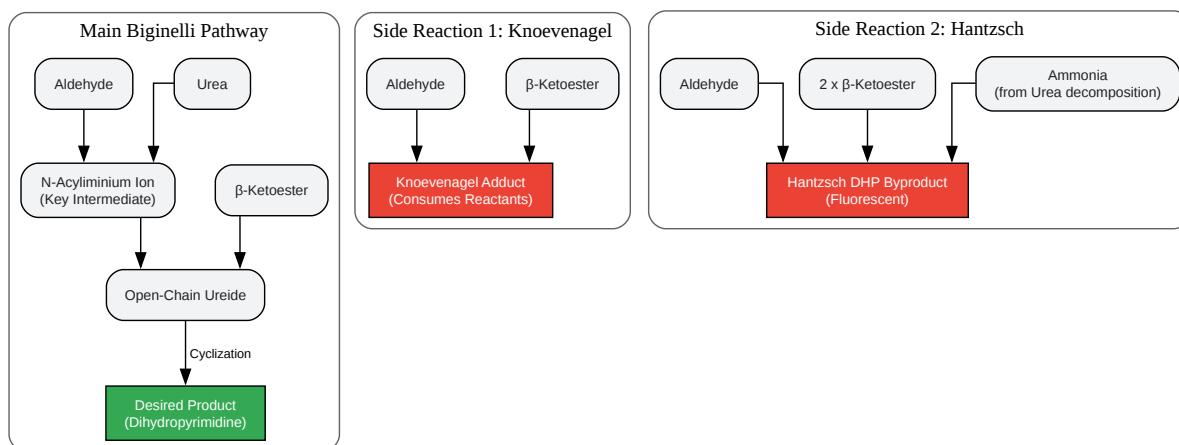 Main Biginelli Pathway
Aldehyde
Urea
N-Acyliminium Ion
(Key Intermediate)
β-Ketoester
Open-Chain Ureide
Cyclization
Desired Product
(Dihydropyrimidine)
Side Reaction 1: Knoevenagel
Aldehyde
β-Ketoester
Knoevenagel Adduct
(Consumes Reactants)
Side Reaction 2: Hantzsch
Aldehyde
2 x β-Ketoester
Ammonia
(from Urea decomposition)
Hantzsch DHP Byproduct
(Fluorescent)